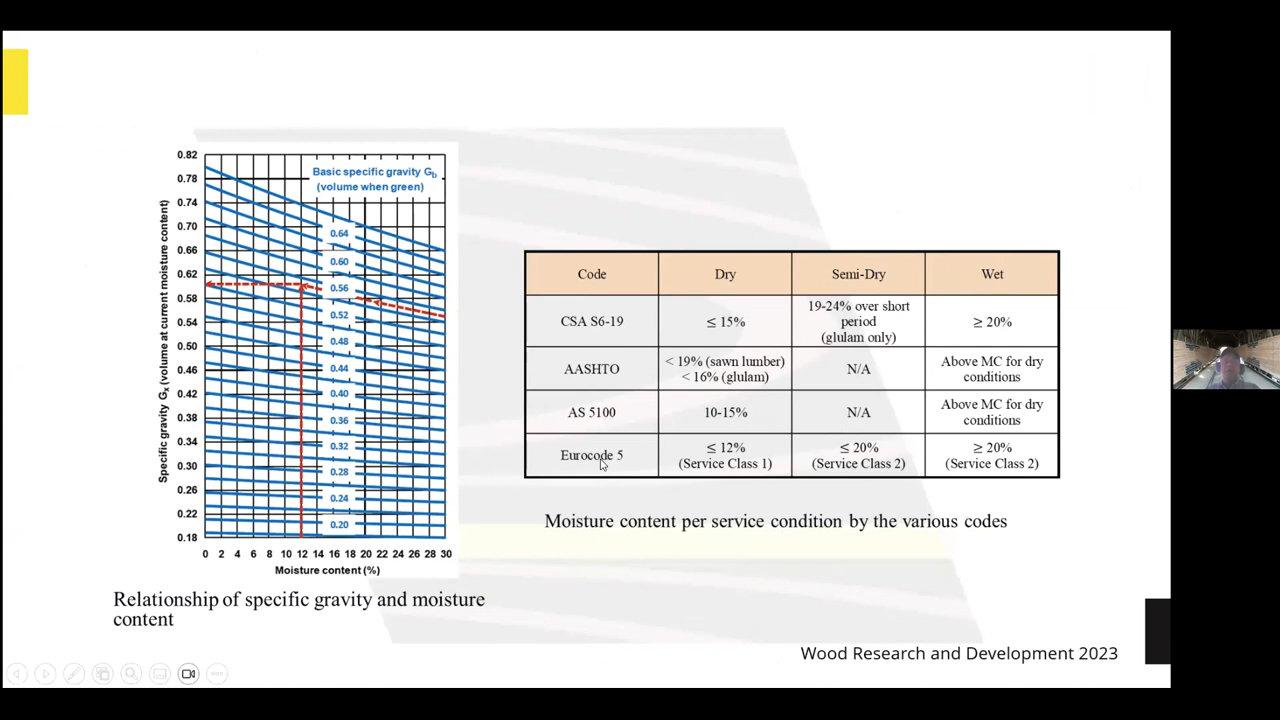 0.82
0.78
0.74
0.70
0.66
0.62
0.58
0.54
0.50
0.46
0.42
0.38
0.34
0.30
0.26
0.22
0.18
Specific gravity Gx (volume at current moisture content)
Basic specific gravity Gb
(volume when green)
0.64
0.60
0.56
0.52
0.48
0.44
0.40
0.36
0.32
0.28
0.24
0.20
0 2 4 6 8 10 12 14 16 18 20 22 24 26 28 30
Moisture content (%)
Relationship of specific gravity and moisture
content
Code Dry Semi-Dry Wet
CSA S6-19 ≤ 15% 19-24% over short
period
(glulam only) ≥ 20%
AASHTO < 19% (sawn lumber)
< 16% (glulam) N/A Above MC for dry
conditions
AS 5100 10-15% N/A Above MC for dry
conditions
Eurocode 5 ≤ 12%
(Service Class 1) ≤ 20%
(Service Class 2) ≥ 20%
(Service Class 2)
Moisture content per service condition by the various codes
Wood Research and Development 2023